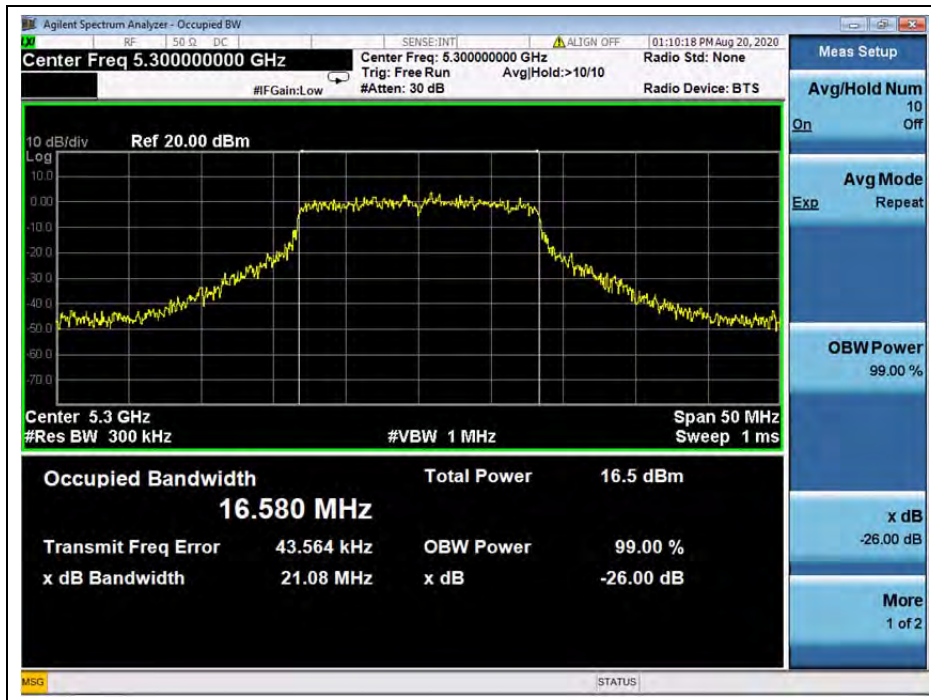 Agilent Spectrum Analyzer - Occupied BW
RF 50 Ω DC SENSE:INT ALIGN OFF 01:10:18 PM Aug 20, 2020
Center Freq 5.300000000 GHz
Center Freq: 5.300000000 GHz
Radio Std: None
Trig: Free Run Avg|Hold:>10/10
#IFGain:Low
#Atten: 30 dB
Radio Device: BTS
10 dB/div Ref 20.00 dBm
Log
10.0
0.00
-10.0
-20.0
-30.0
-40.0
-50.0
-60.0
-70.0
Center 5.3 GHz Span 50 MHz
#Res BW 300 kHz #VBW 1 MHz Sweep 1 ms
Occupied Bandwidth Total Power 16.5 dBm
16.580 MHz
Transmit Freq Error 43.564 kHz OBW Power 99.00 %
x dB Bandwidth 21.08 MHz x dB -26.00 dB
Meas Setup
Avg/Hold Num
10
On Off
Avg Mode
Exp Repeat
OBW Power
99.00 %
x dB
-26.00 dB
More
1 of 2
MSG STATUS